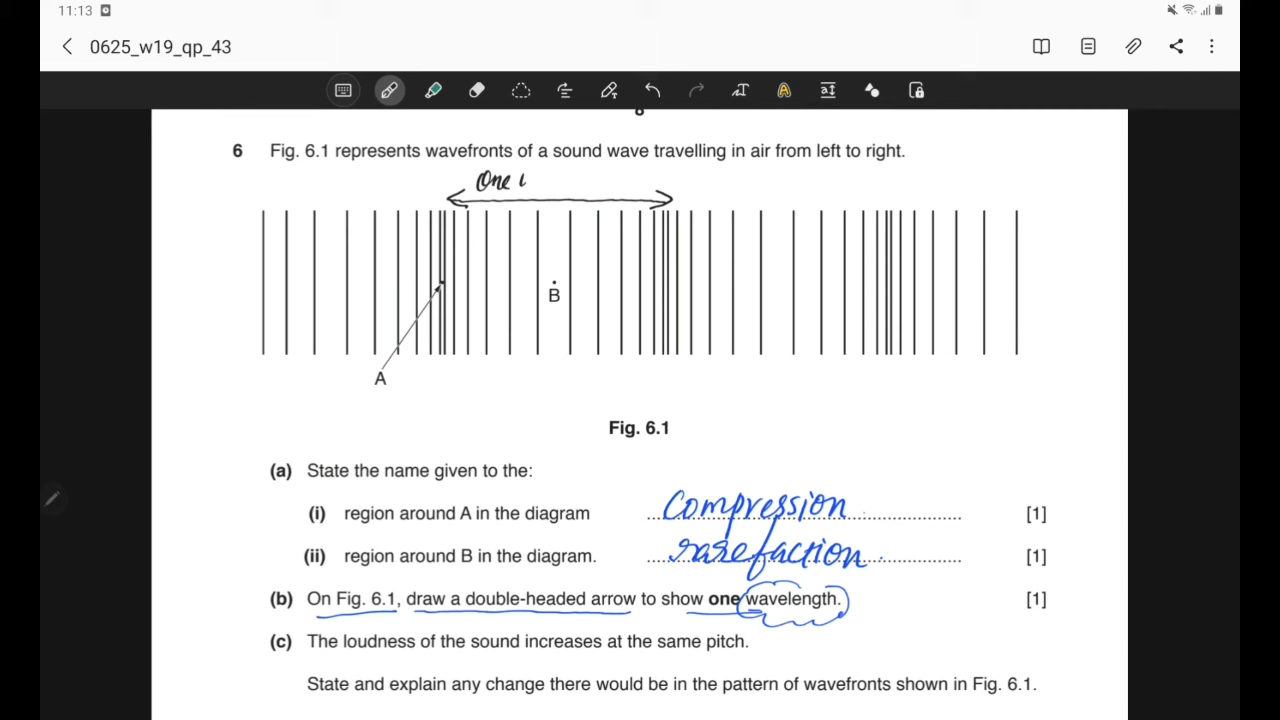 11:13
0625_w19_qp_43
8
6 Fig. 6.1 represents wavefronts of a sound wave travelling in air from left to right.
One
B
A
Fig. 6.1
(a) State the name given to the:
(i) region around A in the diagram Compression [1]
(ii) region around B in the diagram. rarefaction [1]
(b) On Fig. 6.1, draw a double-headed arrow to show one wavelength. [1]
(c) The loudness of the sound increases at the same pitch.
State and explain any change there would be in the pattern of wavefronts shown in Fig. 6.1.